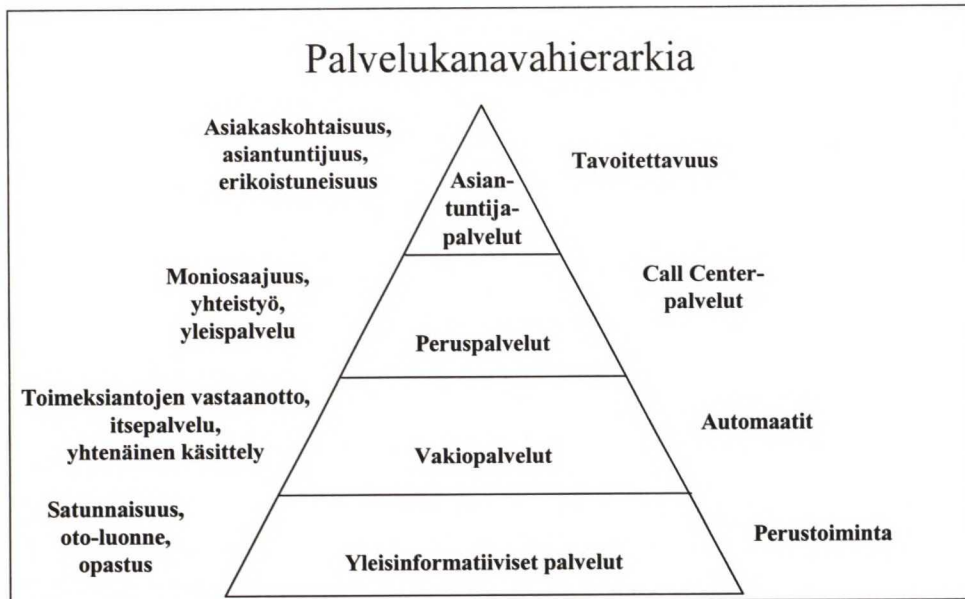 Palvelukanavahierarkia
Asiakaskohtaisuus,
asiantuntijuus,
erikoistuneisuus
Asian-
tuntija-
palvelut
Tavoitettavuus
Moniosaajuus,
yhteistyö,
yleispalvelu
Peruspalvelut
Call Center-
palvelut
Toimeksiantojen vastaanotto,
itsepalvelu,
yhtenäinen käsittely
Vakiopalvelut
Automaatit
Satunnaisuus,
oto-luonne,
opastus
Yleisinformatiiviset palvelut
Perustoiminta